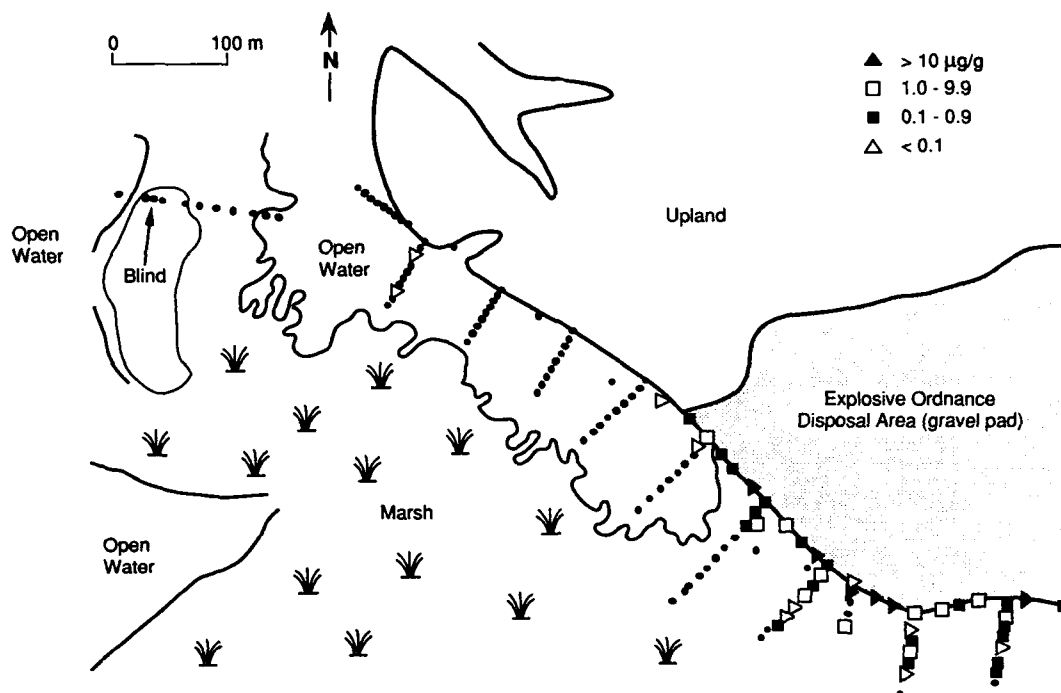 0 100 m
N
> 10 µg/g
1.0 - 9.9
0.1 - 0.9
< 0.1
Upland
Open
Water
Blind
Open
Water
Explosive Ordnance
Disposal Area (gravel pad)
Marsh
Open
Water